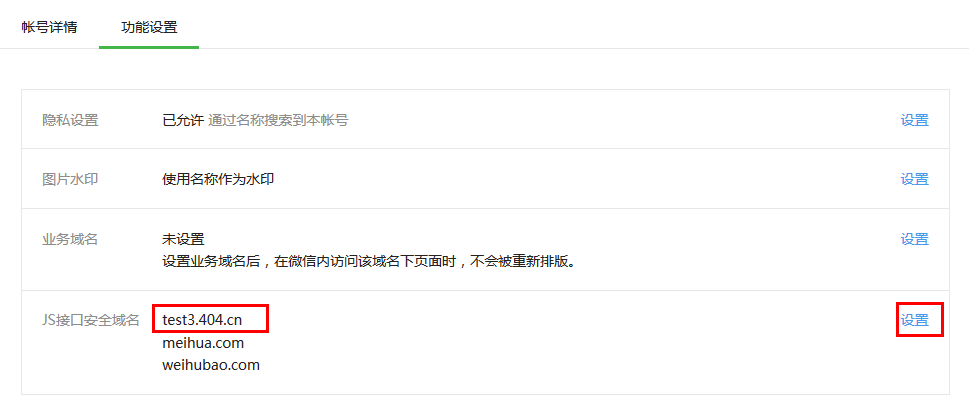 帐号详情 功能设置
隐私设置 已允许 通过名称搜索到本帐号 设置
图片水印 使用名称作为水印 设置
业务域名 未设置 设置
设置业务域名后，在微信内访问该域名下页面时，不会被重新排版。
JS接口安全域名 test3.404.cn 设置
meihua.com
weihubao.com